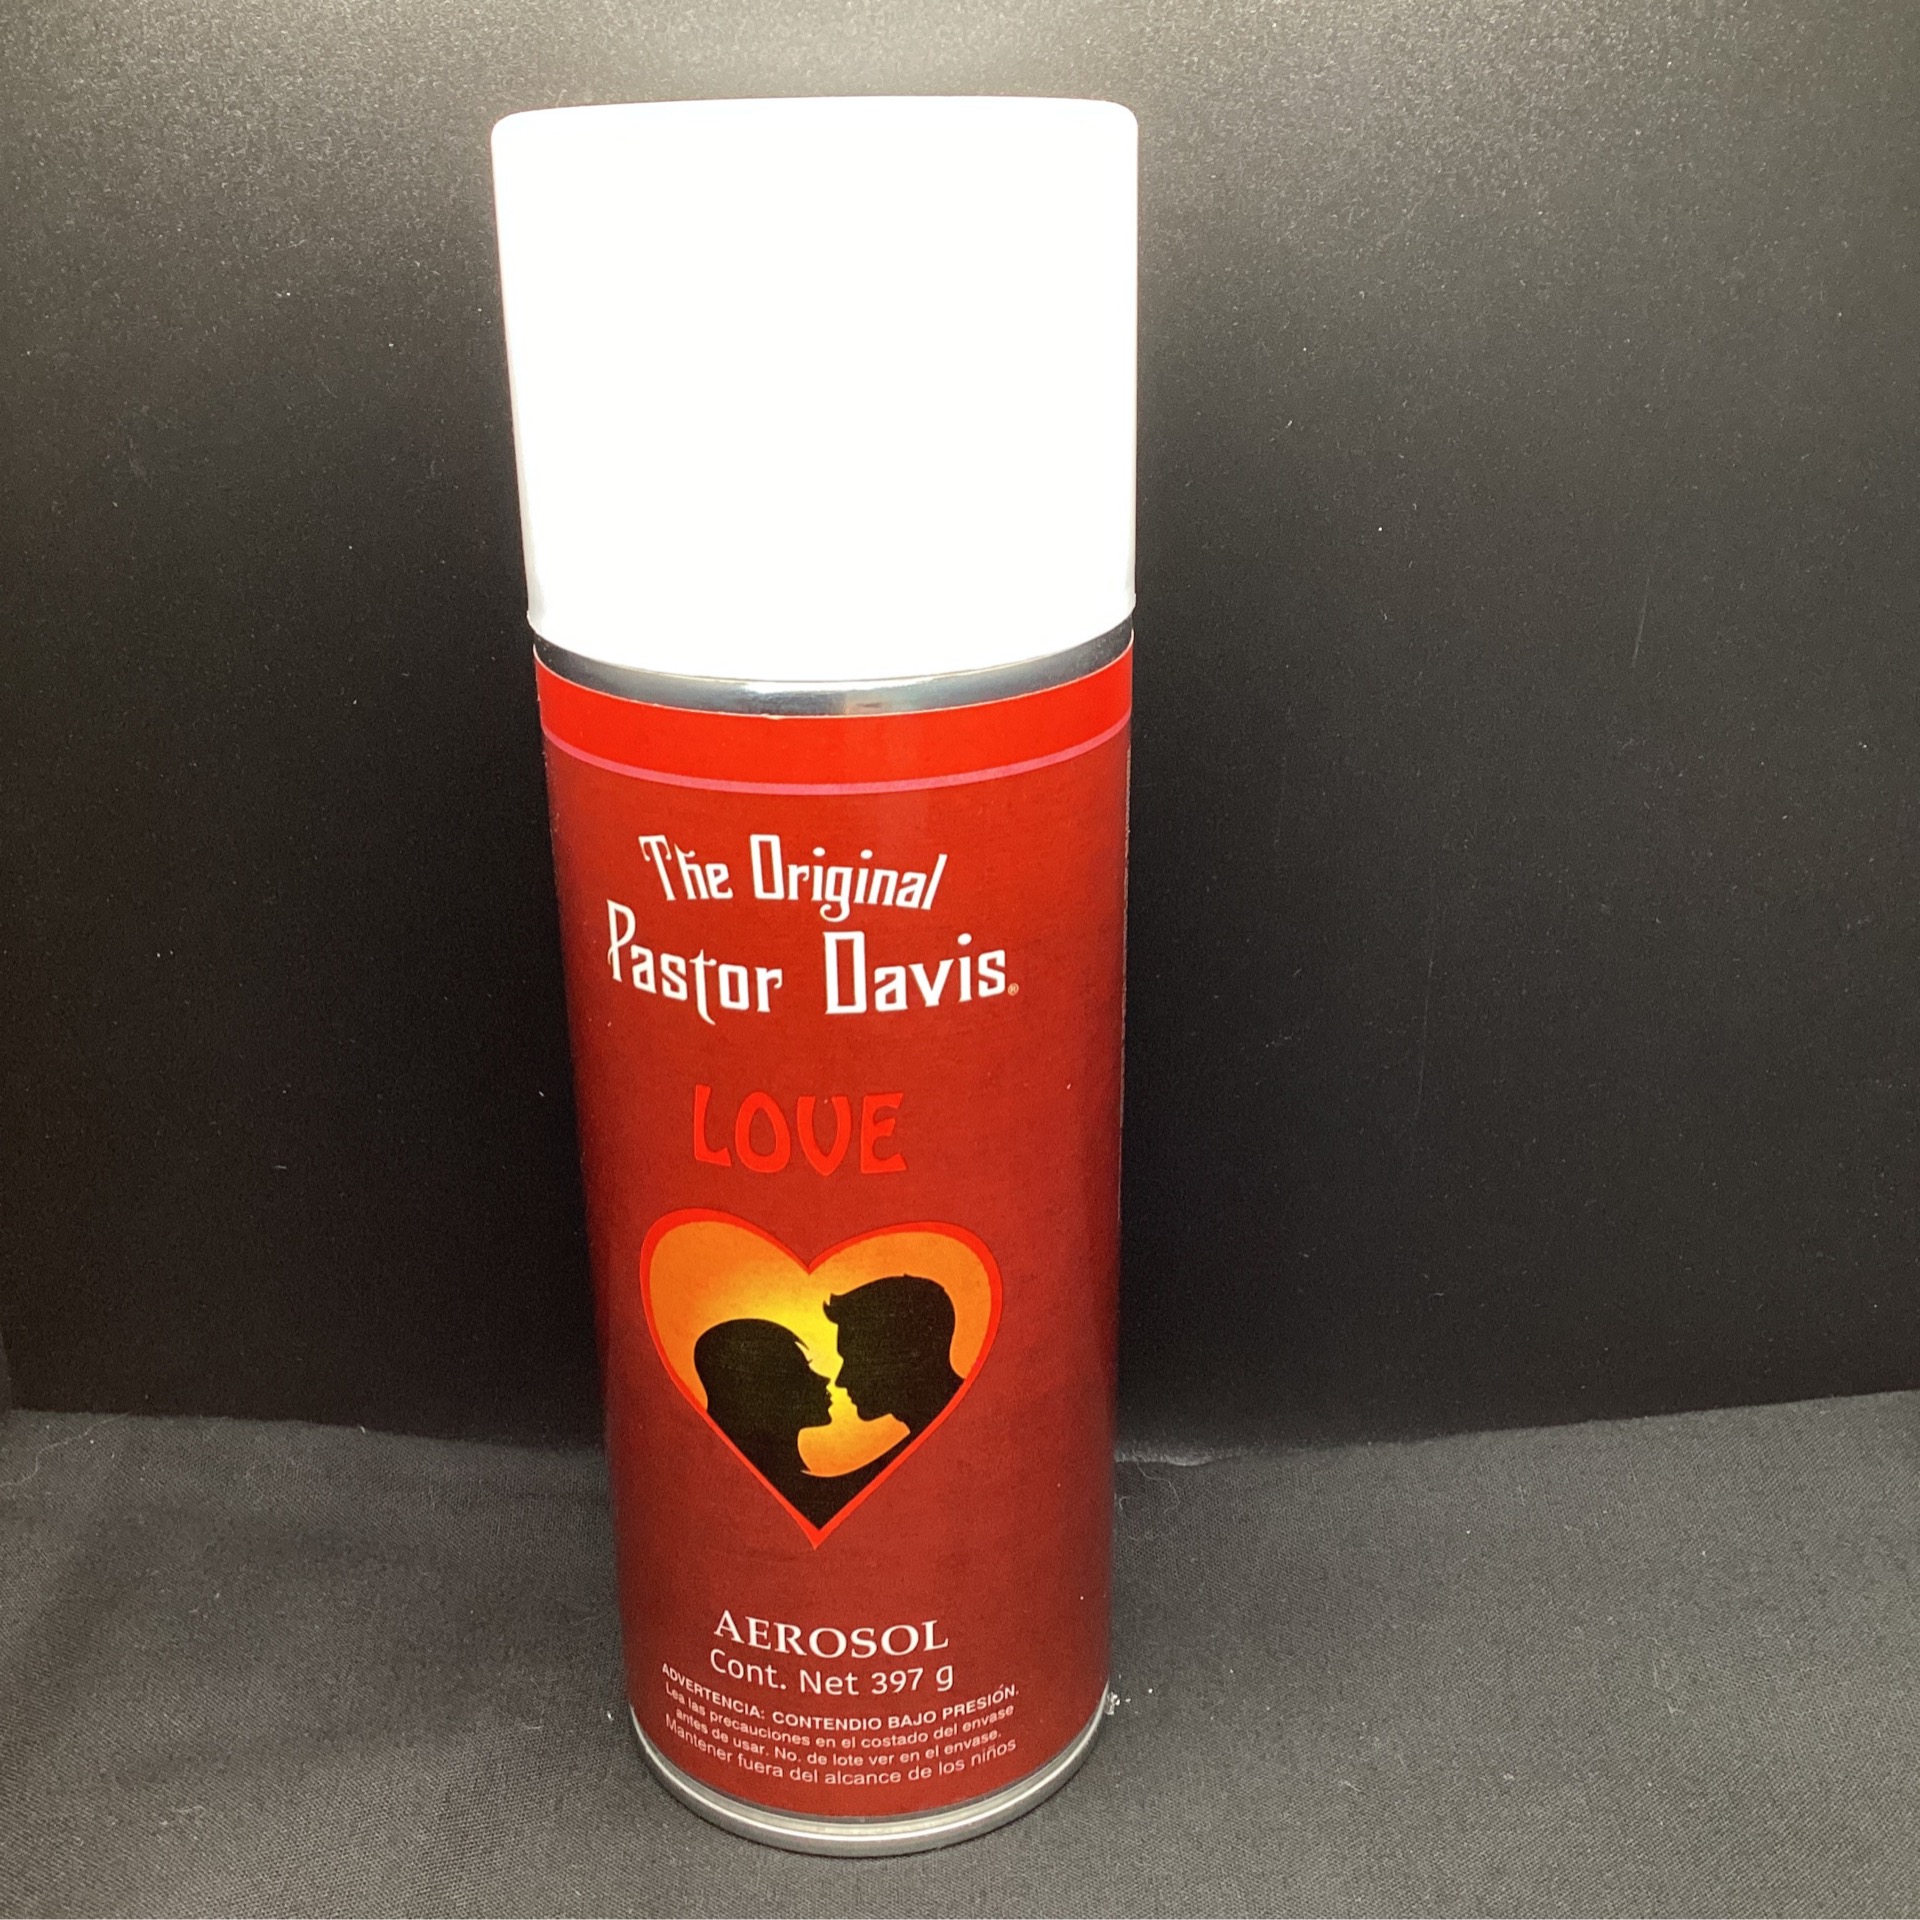 The Original
Pastor Davis®
LOVE
AEROSOL
Cont. Net 397 g
ADVERTENCIA: CONTENDIO BAJO PRESIÓN.
Lea las precauciones en el costado del envase
antes de usar. No. de lote ver en el envase.
Mantener fuera del alcance de los niños